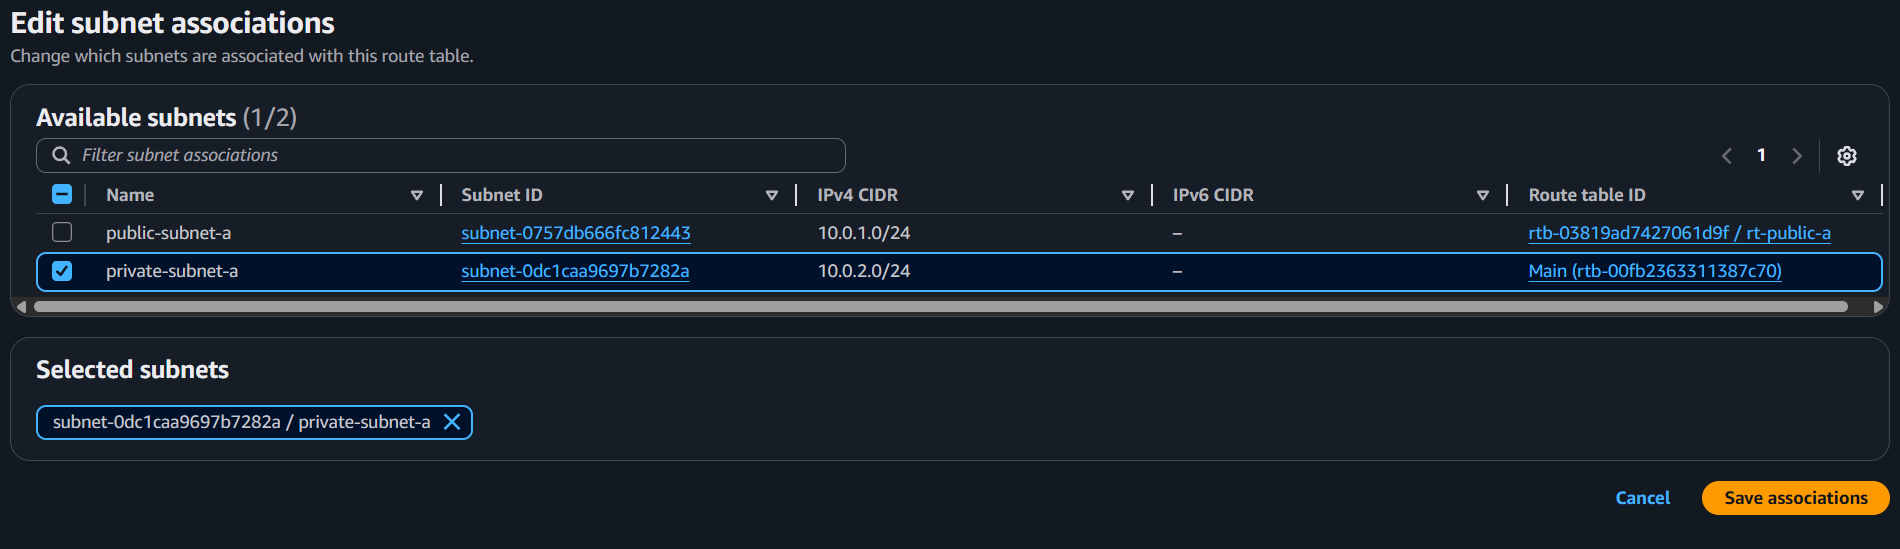 Edit subnet associations
Change which subnets are associated with this route table.
Available subnets (1/2)
Filter subnet associations
1
Name Subnet ID IPv4 CIDR IPv6 CIDR Route table ID
public-subnet-a subnet-0757db666fc812443 10.0.1.0/24 – rtb-03819ad7427061d9f / rt-public-a
private-subnet-a subnet-0dc1caa9697b7282a 10.0.2.0/24 – Main (rtb-00fb2363311387c70)
Selected subnets
subnet-0dc1caa9697b7282a / private-subnet-a
Cancel Save associations